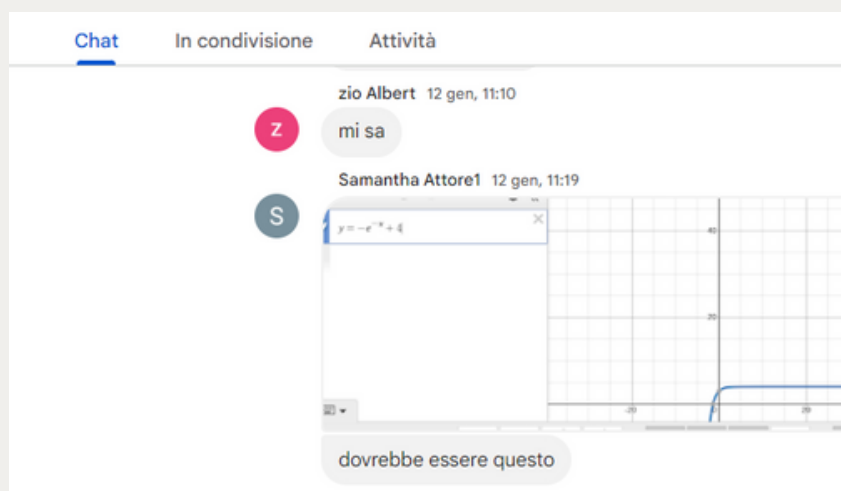 Chat In condivisione Attività
zio Albert 12 gen, 11:10
Z
mi sa
Samantha Attore1 12 gen, 11:19
S
y = −e⁻ˣ + 4
40
20
-20 0 20
dovrebbe essere questo